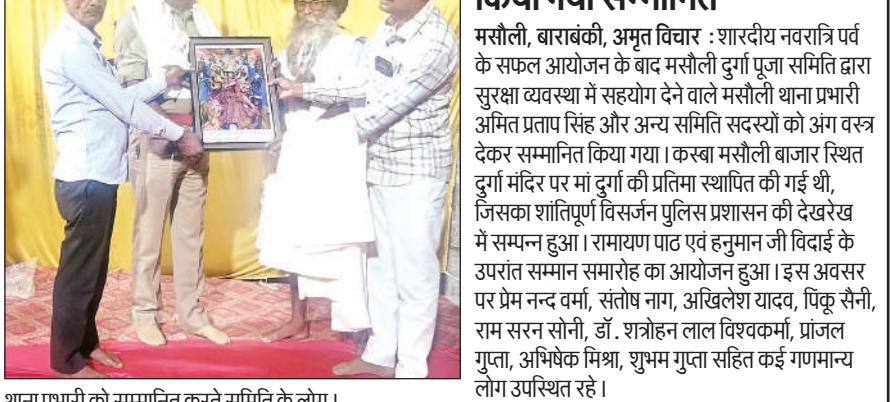 किया गया सम्मानित
मसौली, बाराबंकी, अमृत विचार : शारदीय नवरात्रि पर्व
के सफल आयोजन के बाद मसौली दुर्गा पूजा समिति द्वारा
सुरक्षा व्यवस्था में सहयोग देने वाले मसौली थाना प्रभारी
अमित प्रताप सिंह और अन्य समिति सदस्यों को अंग वस्त्र
देकर सम्मानित किया गया। कस्बा मसौली बाजार स्थित
दुर्गा मंदिर पर मां दुर्गा की प्रतिमा स्थापित की गई थी,
जिसका शांतिपूर्ण विसर्जन पुलिस प्रशासन की देखरेख
में सम्पन्न हुआ। रामायण पाठ एवं हनुमान जी विदाई के
उपरांत सम्मान समारोह का आयोजन हुआ। इस अवसर
पर प्रेम नन्द वर्मा, संतोष नाग, अखिलेश यादव, पिंकू सैनी,
राम सरन सोनी, डॉ. शत्रोहन लाल विश्वकर्मा, प्रांजल
गुप्ता, अभिषेक मिश्रा, शुभम गुप्ता सहित कई गणमान्य
लोग उपस्थित रहे।
थाना प्रभारी को सम्मानित करते समिति के लोग।